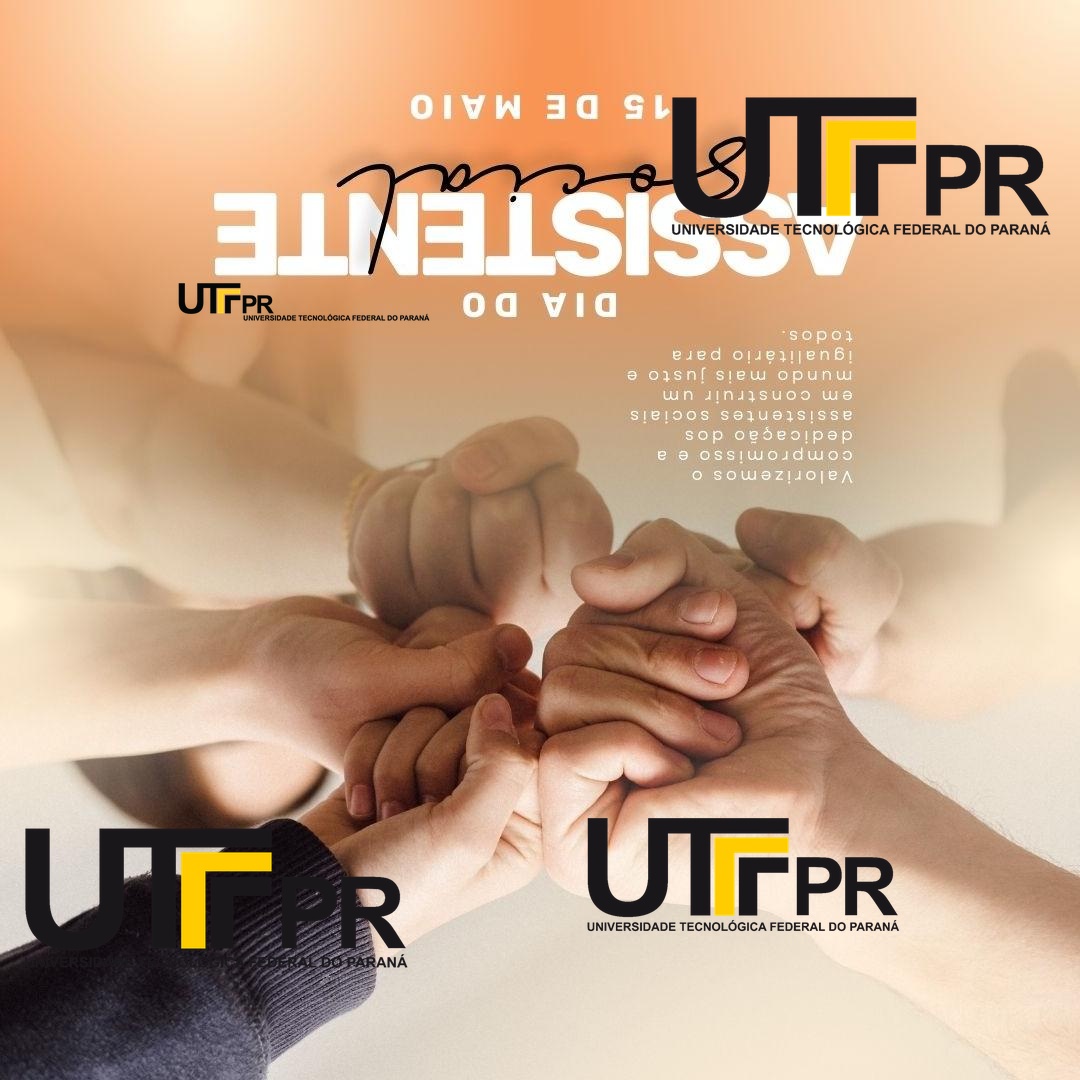 Valorizemos o
compromisso e a
dedicação dos
assistentes sociais
em construir um
mundo mais justo e
igualitário para
todos.
DIA DO
ASSISTENTE
social
15 DE MAIO
UTFPR
UNIVERSIDADE TECNOLÓGICA FEDERAL DO PARANÁ
UTFPR
UNIVERSIDADE TECNOLÓGICA FEDERAL DO PARANÁ
UTFPR
FEDERAL DO PARANÁ
UTFPR
UNIVERSIDADE TECNOLÓGICA FEDERAL DO PARANÁ